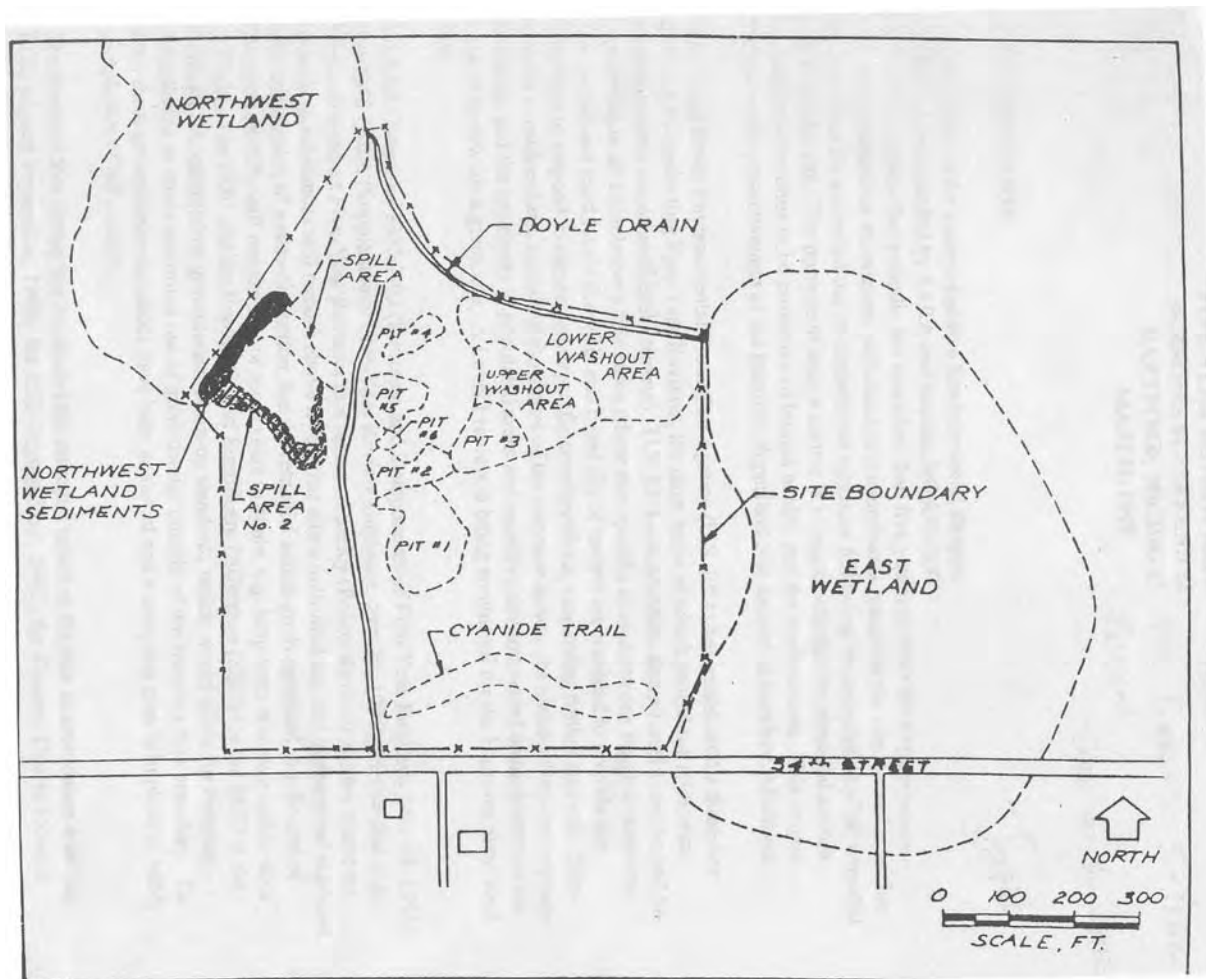 NORTHWEST
WETLAND
DOYLE DRAIN
SPILL
AREA
PIT #4
LOWER
WASHOUT
AREA
UPPER
WASHOUT
AREA
PIT
#5
PIT
#6
PIT #3
PIT #2
NORTHWEST
WETLAND
SEDIMENTS
SPILL
AREA
No. 2
PIT #1
SITE BOUNDARY
EAST
WETLAND
CYANIDE TRAIL
54th STREET
NORTH
0 100 200 300
SCALE, FT.